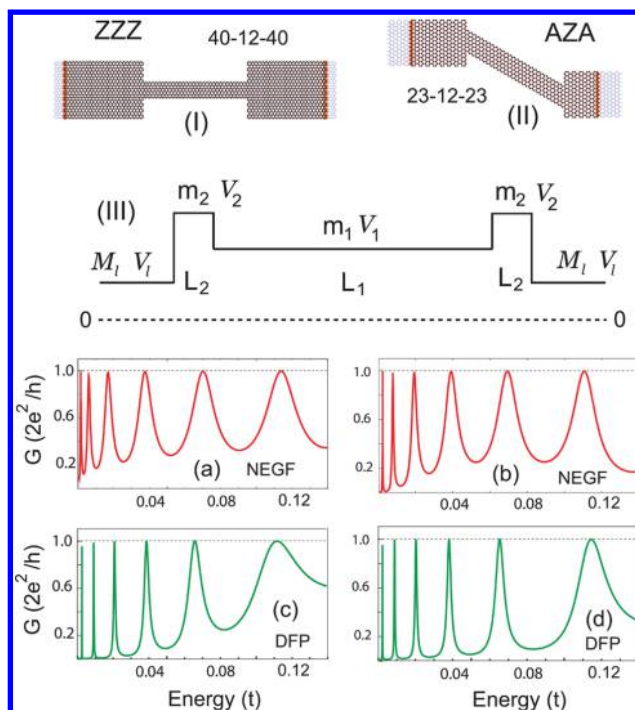 ZZZ
40-12-40
(I)
AZA
23-12-23
(II)
(III)
m₂ V₂
m₁ V₁
m₂ V₂
Mₗ Vₗ
L₂
L₁
L₂
Mₗ Vₗ
0
0
G (2e²/h)
1.0
0.6
0.2
(a)
NEGF
0.04
0.08
0.12
1.0
0.6
0.2
(b)
NEGF
0.04
0.08
0.12
G (2e²/h)
1.0
0.6
0.2
(c)
DFP
0.04
0.08
0.12
Energy (t)
1.0
0.6
0.2
(d)
DFP
0.04
0.08
0.12
Energy (t)